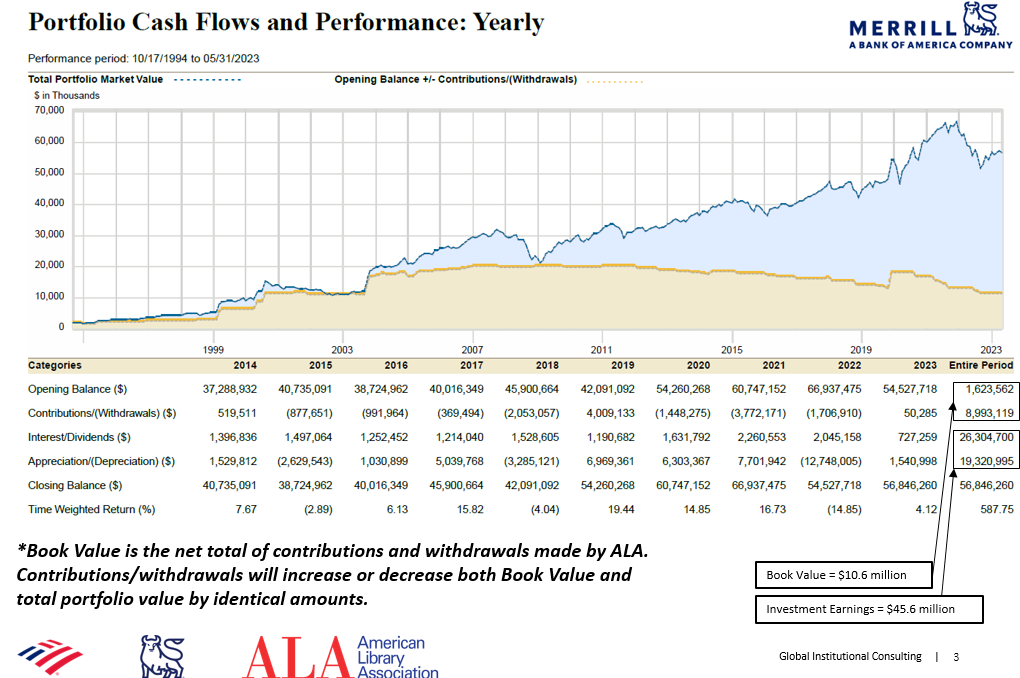 Portfolio Cash Flows and Performance: Yearly
MERRILL
A BANK OF AMERICA COMPANY
Performance period: 10/17/1994 to 05/31/2023
Total Portfolio Market Value Opening Balance +/- Contributions/(Withdrawals)
$ in Thousands
70,000
60,000
50,000
40,000
30,000
20,000
10,000
0
1999 2003 2007 2011 2015 2019 2023
Categories 2014 2015 2016 2017 2018 2019 2020 2021 2022 2023 Entire Period
Opening Balance ($) 37,288,932 40,735,091 38,724,962 40,016,349 45,900,664 42,091,092 54,260,268 60,747,152 66,937,475 54,527,718 1,623,562
Contributions/(Withdrawals) ($) 519,511 (877,651) (991,964) (369,494) (2,053,057) 4,009,133 (1,448,275) (3,772,171) (1,706,910) 50,285 8,993,119
Interest/Dividends ($) 1,396,836 1,497,064 1,252,452 1,214,040 1,528,605 1,190,682 1,631,792 2,260,553 2,045,158 727,259 26,304,700
Appreciation/(Depreciation) ($) 1,529,812 (2,629,543) 1,030,899 5,039,768 (3,285,121) 6,969,361 6,303,367 7,701,942 (12,748,005) 1,540,998 19,320,995
Closing Balance ($) 40,735,091 38,724,962 40,016,349 45,900,664 42,091,092 54,260,268 60,747,152 66,937,475 54,527,718 56,846,260 56,846,260
Time Weighted Return (%) 7.67 (2.89) 6.13 15.82 (4.04) 19.44 14.85 16.73 (14.85) 4.12 587.75
*Book Value is the net total of contributions and withdrawals made by ALA.
Contributions/withdrawals will increase or decrease both Book Value and
total portfolio value by identical amounts.
Book Value = $10.6 million
Investment Earnings = $45.6 million
ALA
American
Library
Association
Global Institutional Consulting | 3